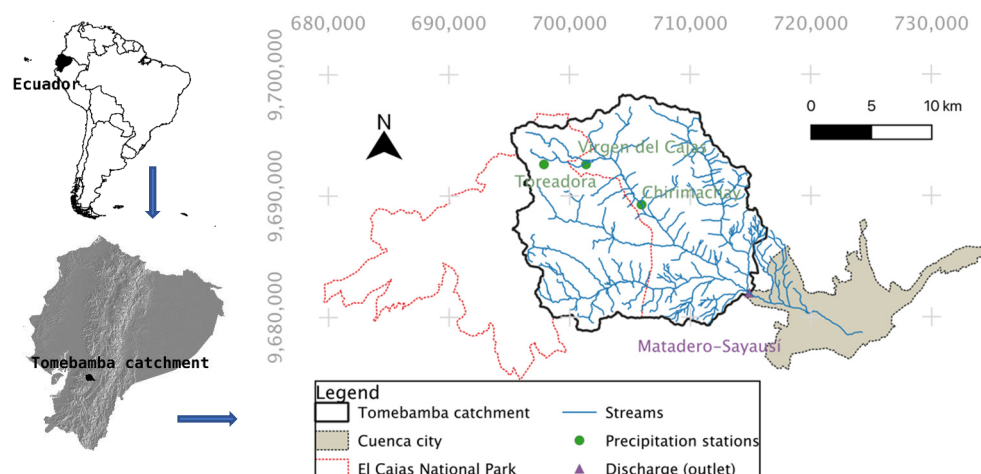 680,000 690,000 700,000 710,000 720,000 730,000
9,700,000
9,690,000
9,680,000
Ecuador
N
0 5 10 km
Virgen del Cajas
Toreadora
Chirimachay
Matadero-Sayausí
Tomebamba catchment
Legend
Tomebamba catchment
Streams
Cuenca city
Precipitation stations
El Cajas National Park
Discharge (outlet)